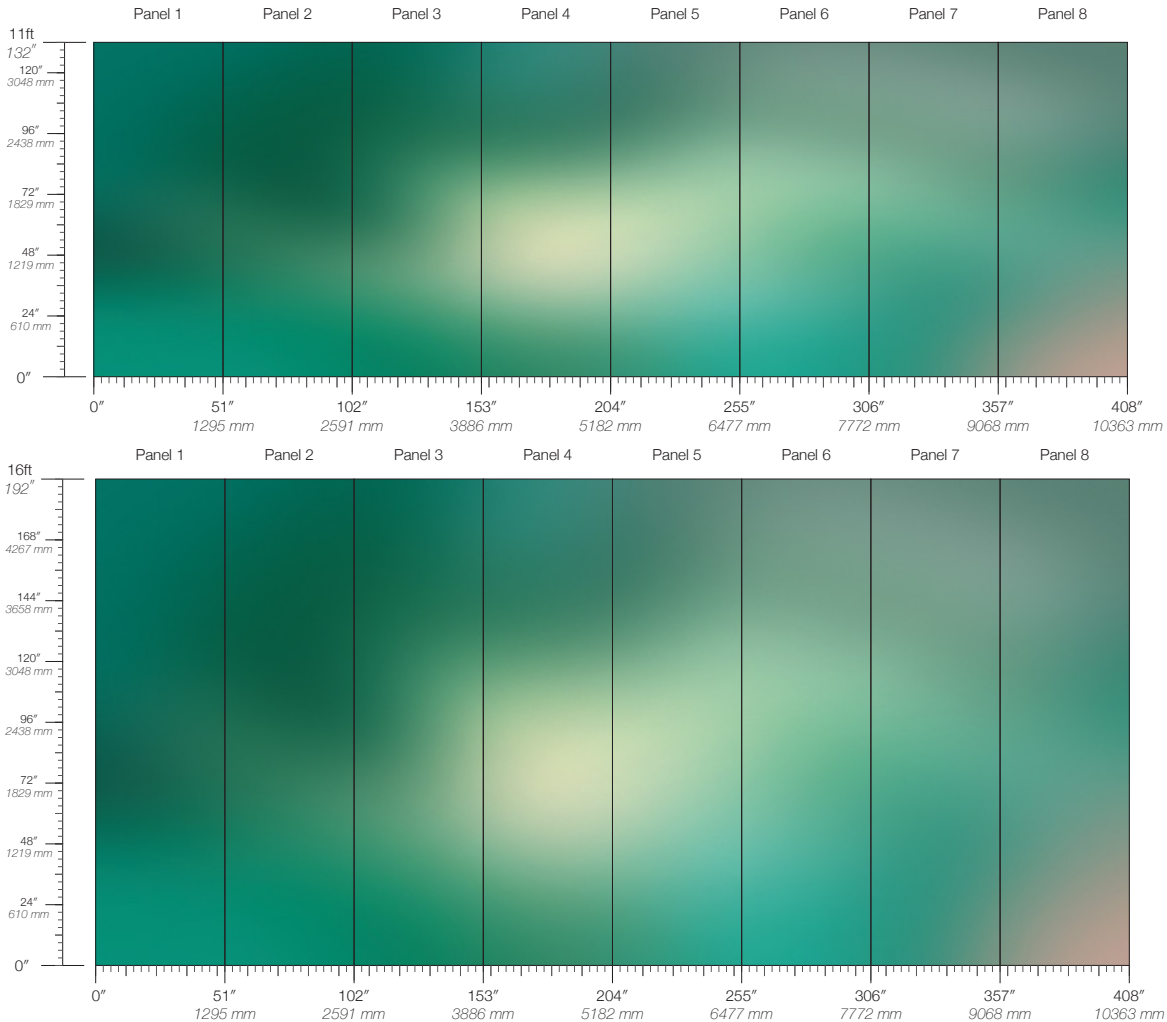 Panel 1 Panel 2 Panel 3 Panel 4 Panel 5 Panel 6 Panel 7 Panel 8
11ft
132"
120"
3048 mm
96"
2438 mm
72"
1829 mm
48"
1219 mm
24"
610 mm
0"
0" 51" 102" 153" 204" 255" 306" 357" 408"
1295 mm 2591 mm 3886 mm 5182 mm 6477 mm 7772 mm 9068 mm 10363 mm
Panel 1 Panel 2 Panel 3 Panel 4 Panel 5 Panel 6 Panel 7 Panel 8
16ft
192"
168"
4267 mm
144"
3658 mm
120"
3048 mm
96"
2438 mm
72"
1829 mm
48"
1219 mm
24"
610 mm
0"
0" 51" 102" 153" 204" 255" 306" 357" 408"
1295 mm 2591 mm 3886 mm 5182 mm 6477 mm 7772 mm 9068 mm 10363 mm